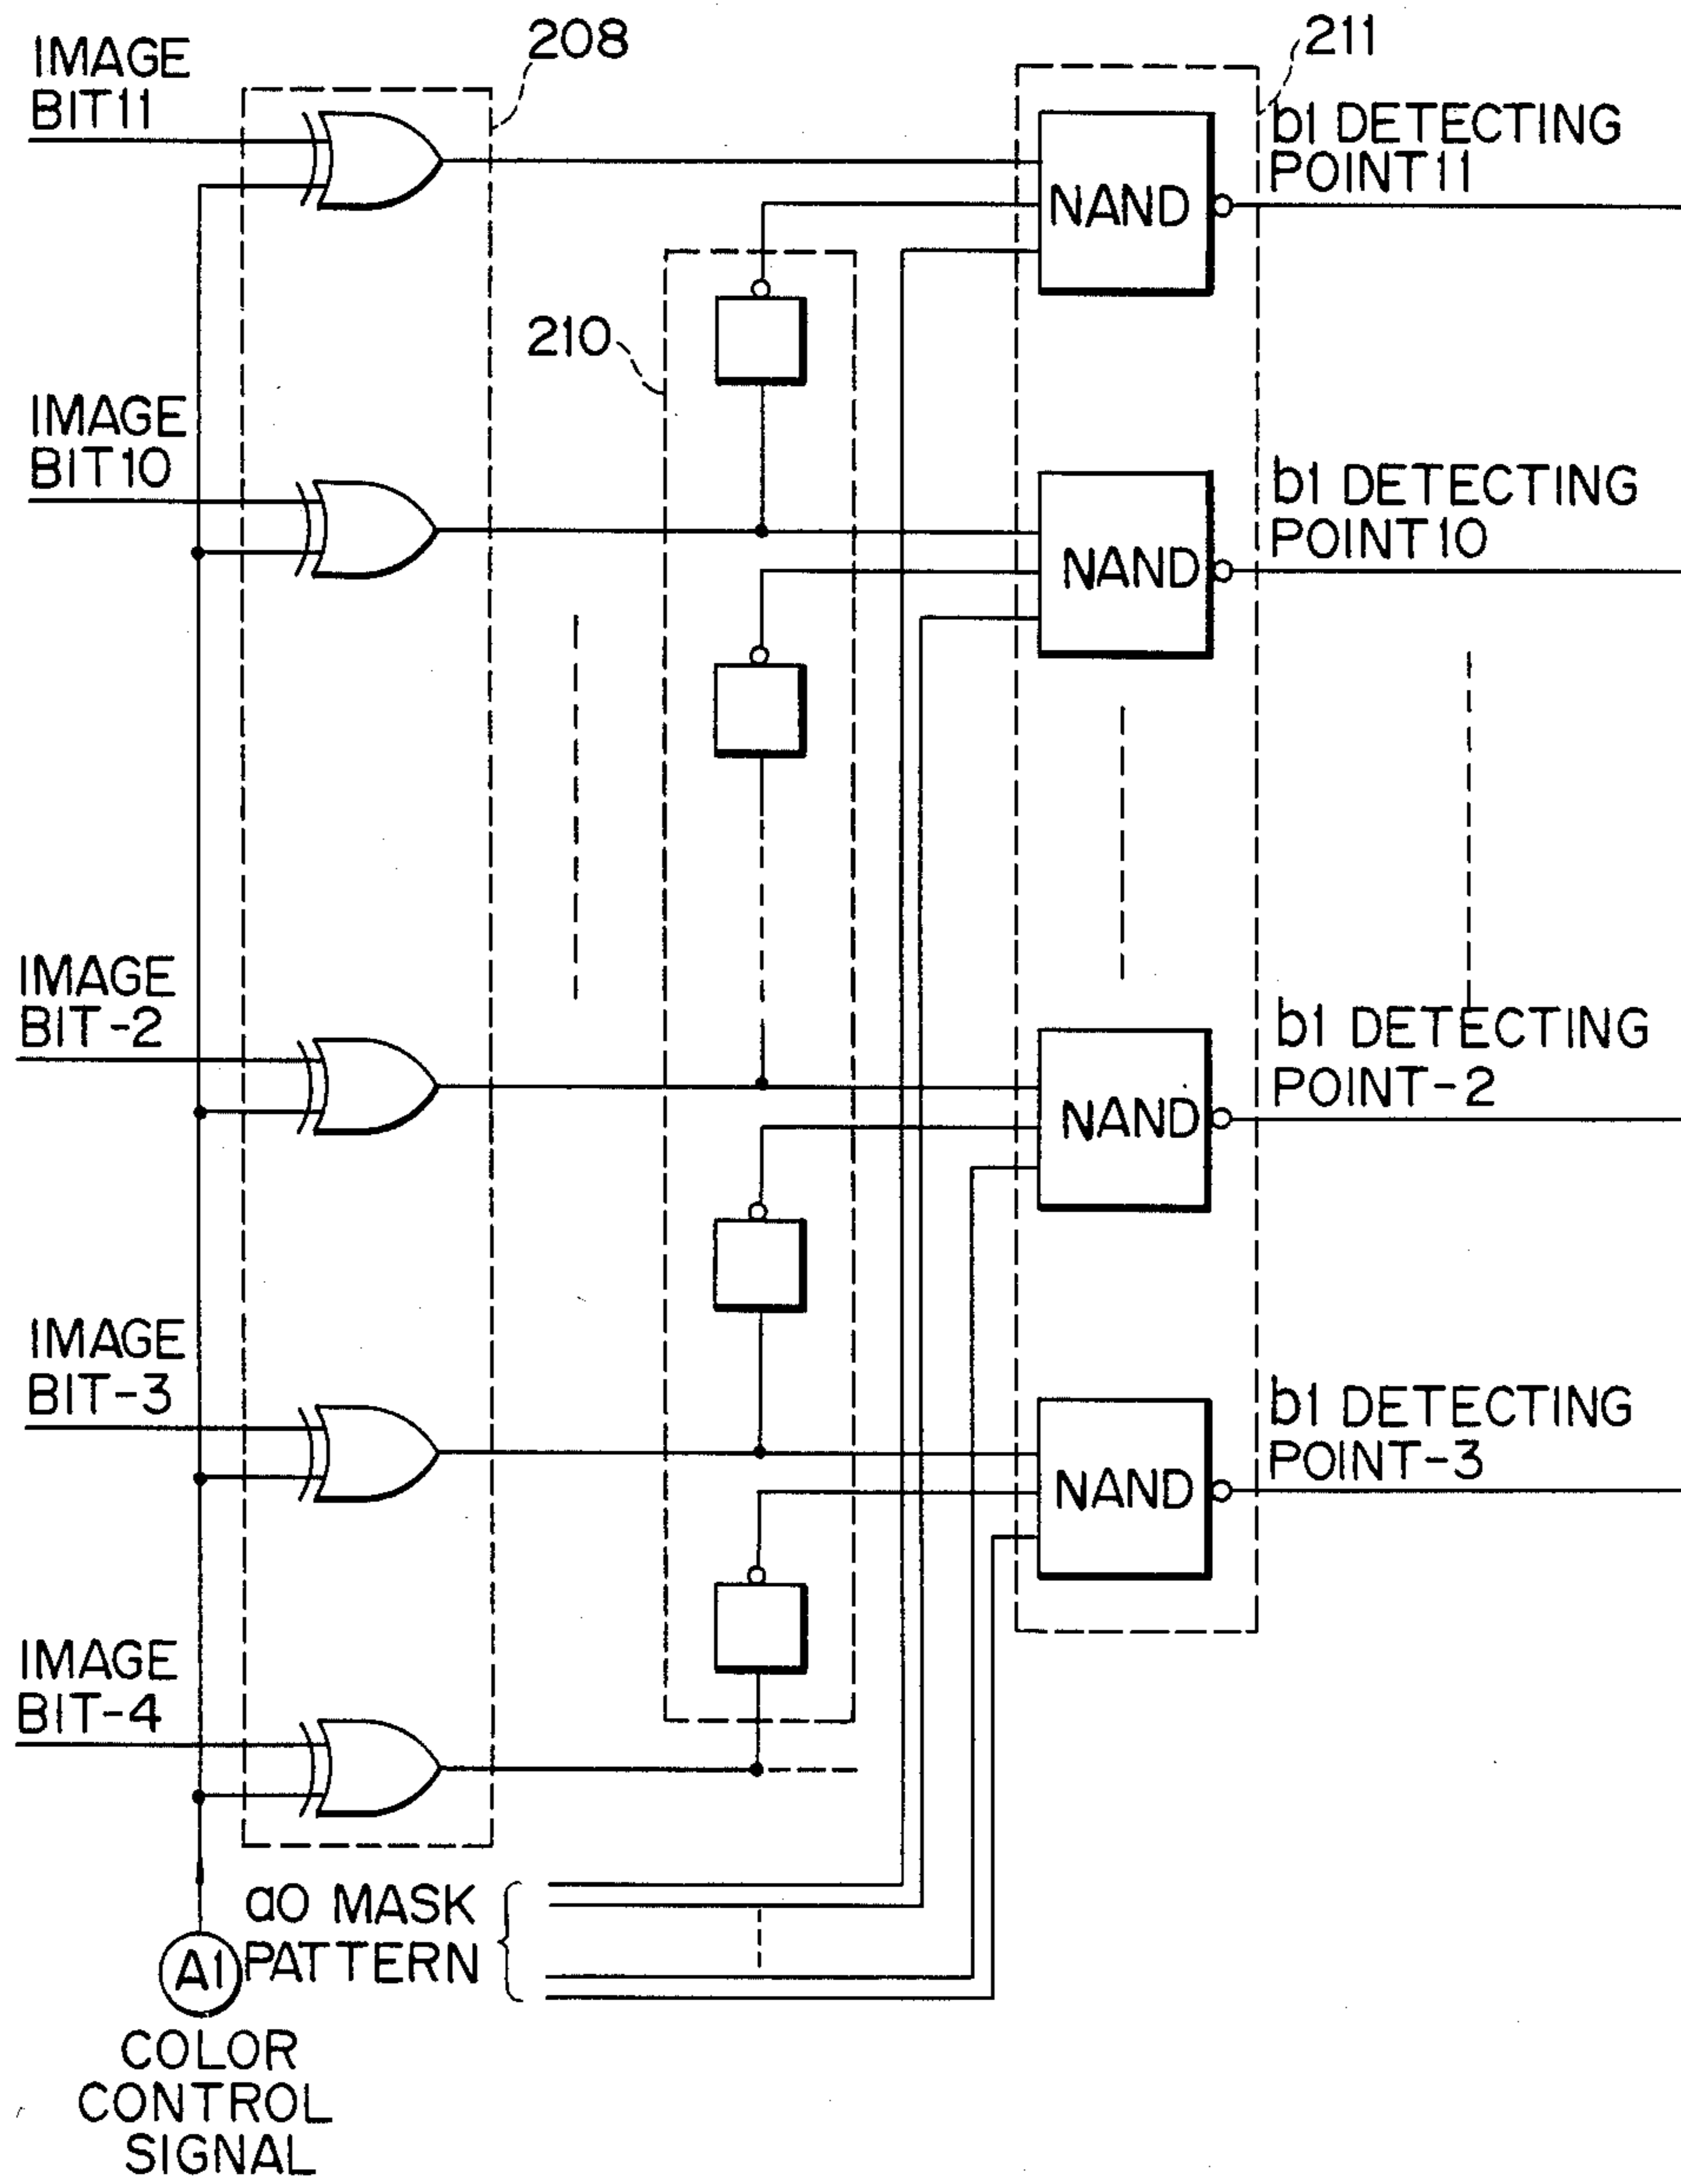 208
211
IMAGE
BIT11
b1 DETECTING
POINT11
NAND
210
IMAGE
BIT10
b1 DETECTING
POINT10
NAND
IMAGE
BIT-2
b1 DETECTING
POINT-2
NAND
IMAGE
BIT-3
b1 DETECTING
POINT-3
NAND
IMAGE
BIT-4
a0 MASK
PATTERN
A1
COLOR
CONTROL
SIGNAL